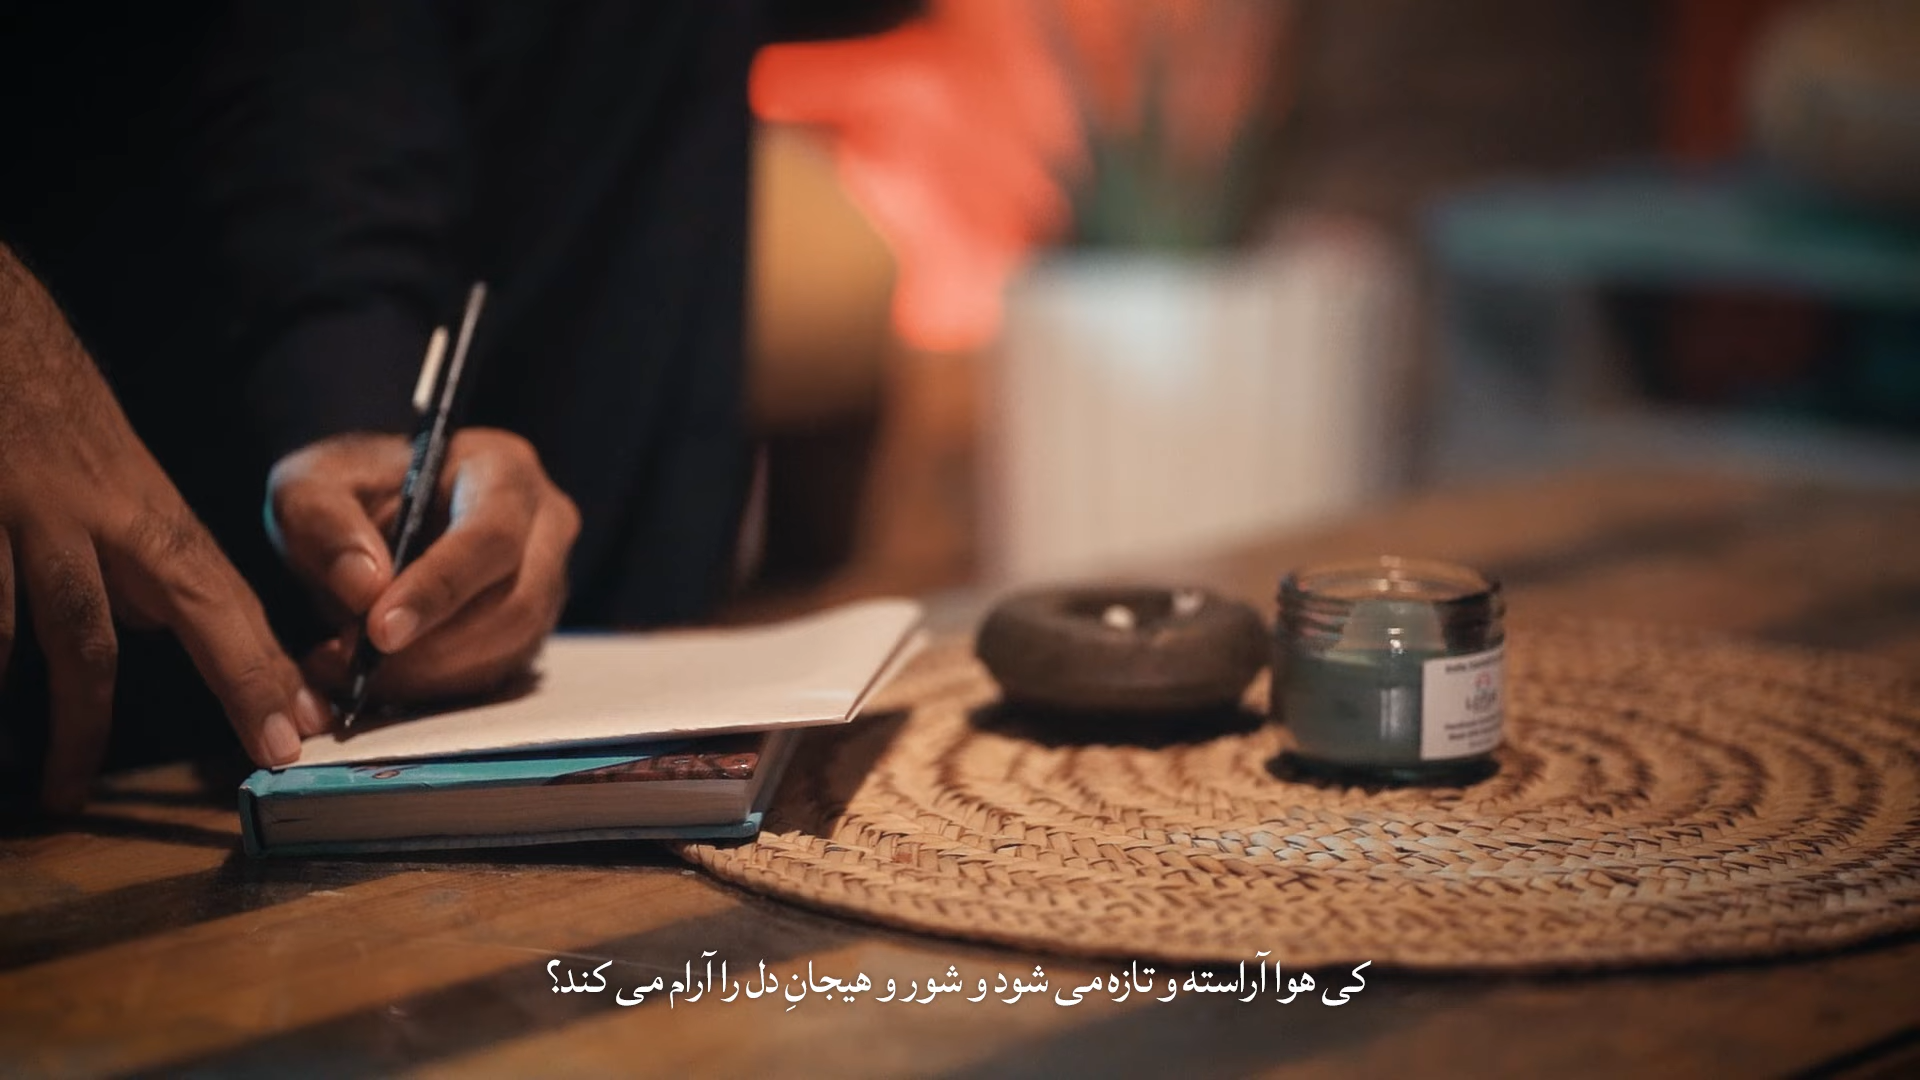 کی هوا آراسته و تازه می شود و شور و هیجانِ دل را آرام می کند؟